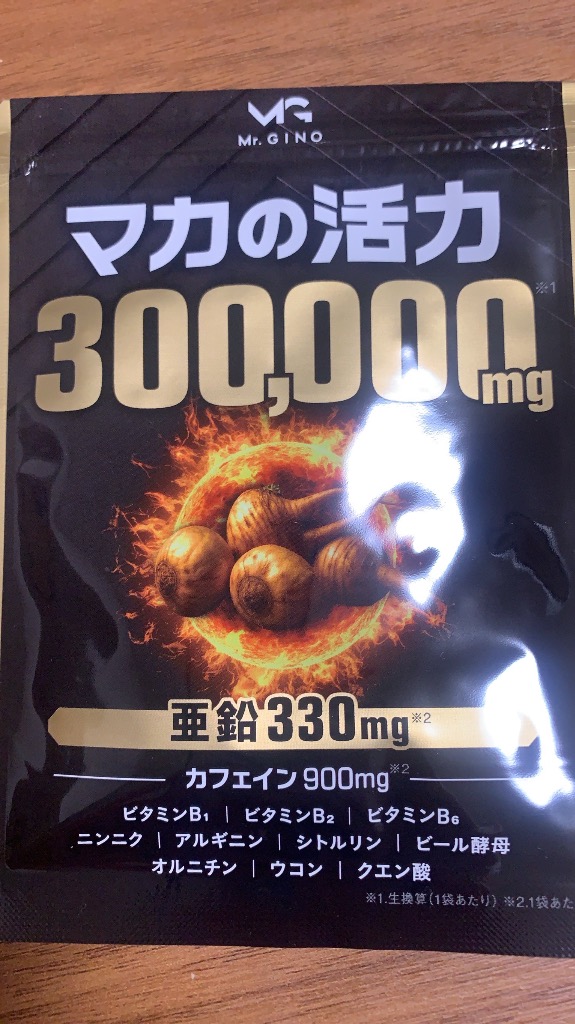 MG
Mr.GINO
マカの活力
300,000mg※1
亜鉛330mg※2
カフェイン900mg※2
ビタミンB₁ | ビタミンB₂ | ビタミンB₆
ニンニク | アルギニン | シトルリン | ビール酵母
オルニチン | ウコン | クエン酸
※1.生換算(1袋あたり) ※2.1袋あた